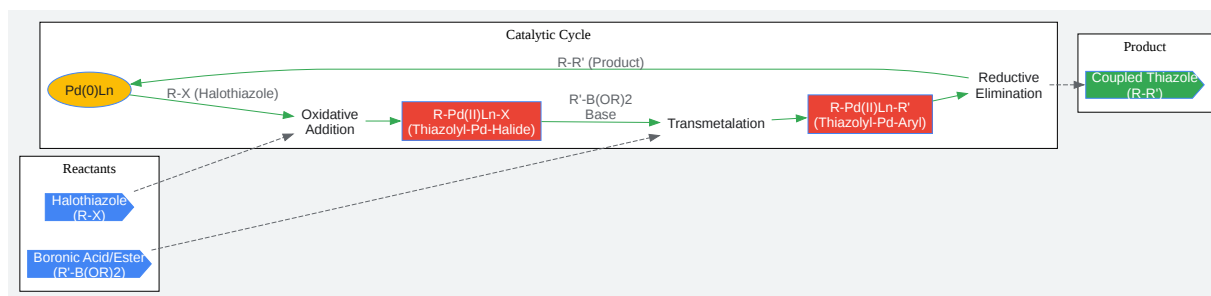 Catalytic Cycle
Product
R-R' (Product)
Pd(0)Ln
R-X (Halothiazole)
Oxidative
Addition
R-Pd(II)Ln-X
(Thiazolyl-Pd-Halide)
R'-B(OR)2
Base
Transmetalation
R-Pd(II)Ln-R'
(Thiazolyl-Pd-Aryl)
Reductive
Elimination
Coupled Thiazole
(R-R')
Reactants
Halothiazole
(R-X)
Boronic Acid/Ester
(R'-B(OR)2)